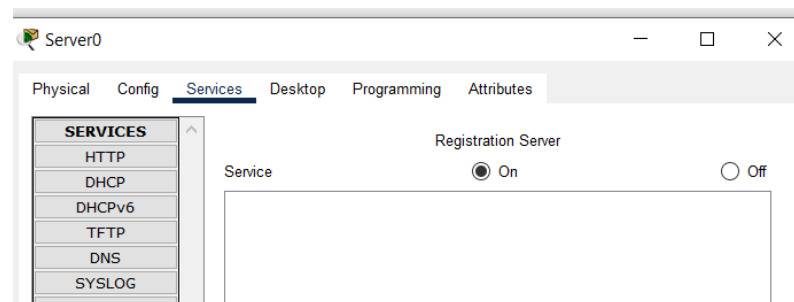 Server0
Physical Config Services Desktop Programming Attributes
SERVICES
HTTP
DHCP
DHCPv6
TFTP
DNS
SYSLOG
Registration Server
Service On Off